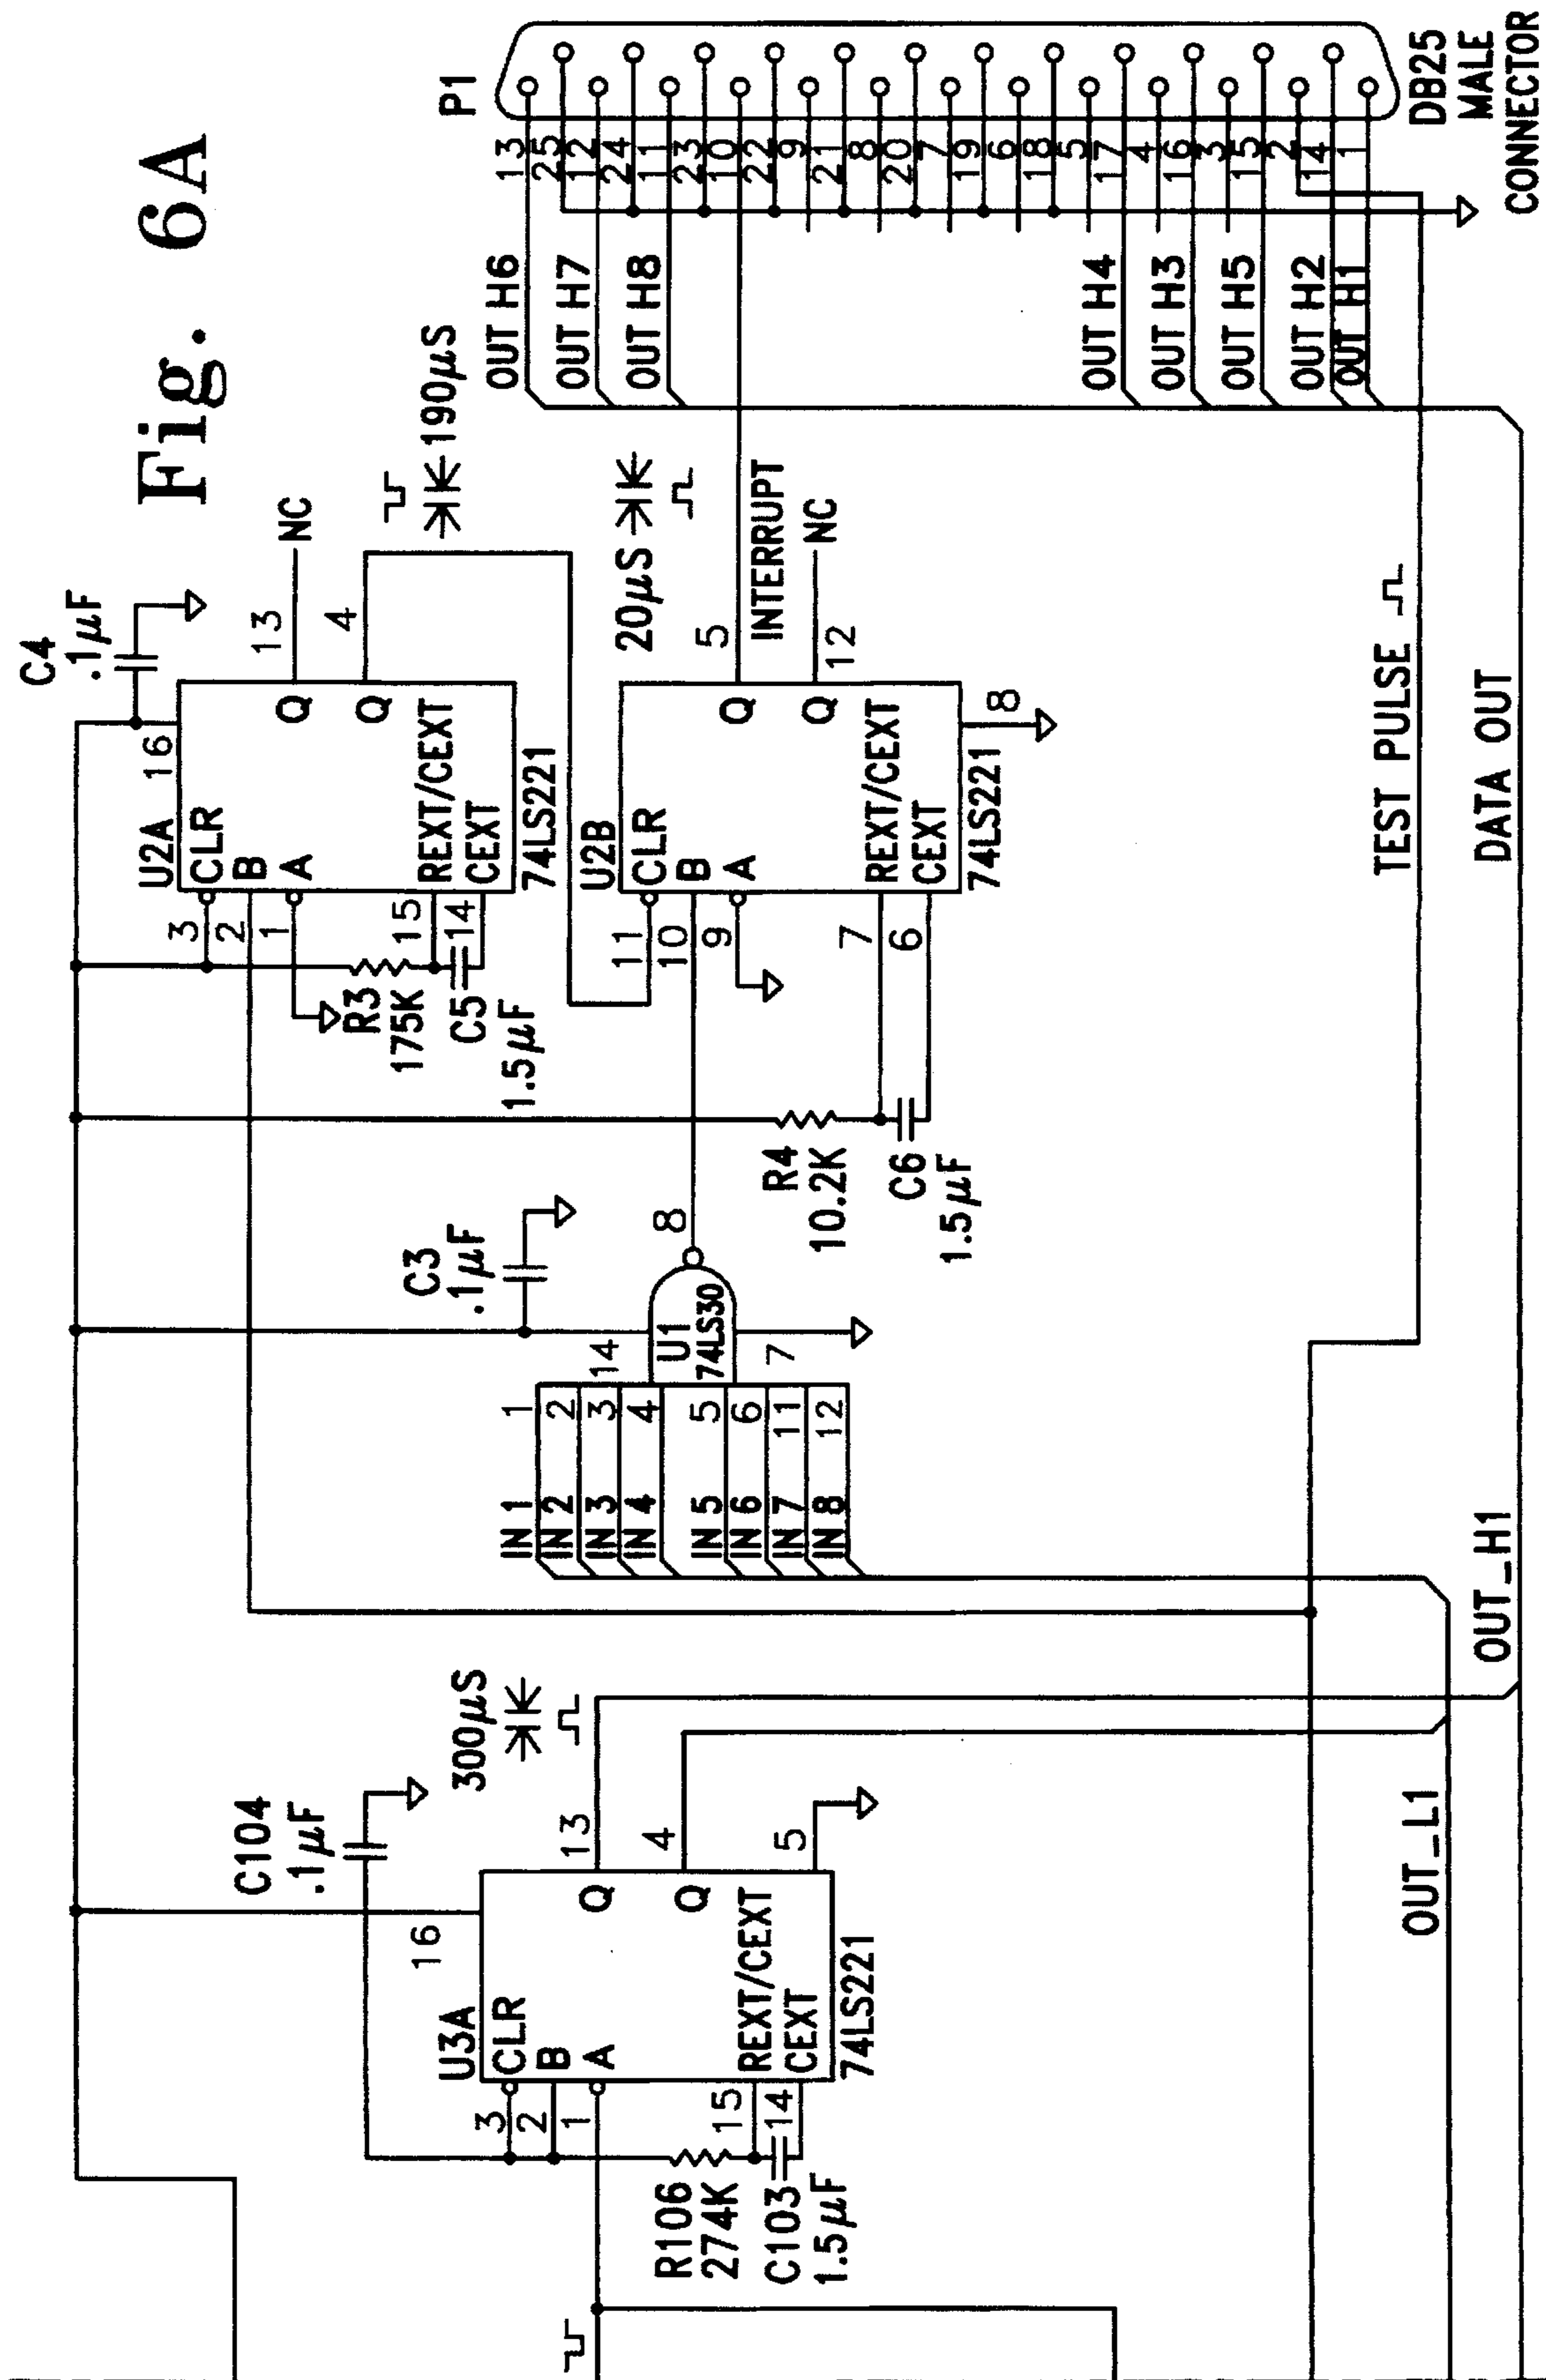 Fig. 6A
P1
13
25
12
24
11
23
10
22
9
21
8
20
7
19
6
18
5
17
4
16
3
15
2
14
1
DB25
MALE
CONNECTOR
OUT H6
OUT H7
OUT H8
OUT H4
OUT H3
OUT H5
OUT H2
OUT H1
190µS
20µS
INTERRUPT
NC
NC
C4
.1µF
13
4
5
12
16
U2A
CLR
B
A
Q
Q
REXT/CEXT
CEXT
74LS221
3
2
1
15
14
R3
175K
C5
1.5µF
U2B
CLR
B
A
Q
Q
REXT/CEXT
CEXT
74LS221
8
11
10
9
7
6
R4
10.2K
C6
1.5µF
TEST PULSE
DATA OUT
C3
.1µF
8
U1
74LS30
14
7
1
2
3
4
5
6
11
12
IN 1
IN 2
IN 3
IN 4
IN 5
IN 6
IN 7
IN 8
OUT_H1
OUT_L1
300µS
C104
.1µF
13
4
5
16
U3A
CLR
B
A
Q
Q
REXT/CEXT
CEXT
74LS221
3
2
1
15
14
R106
274K
C103
1.5µF